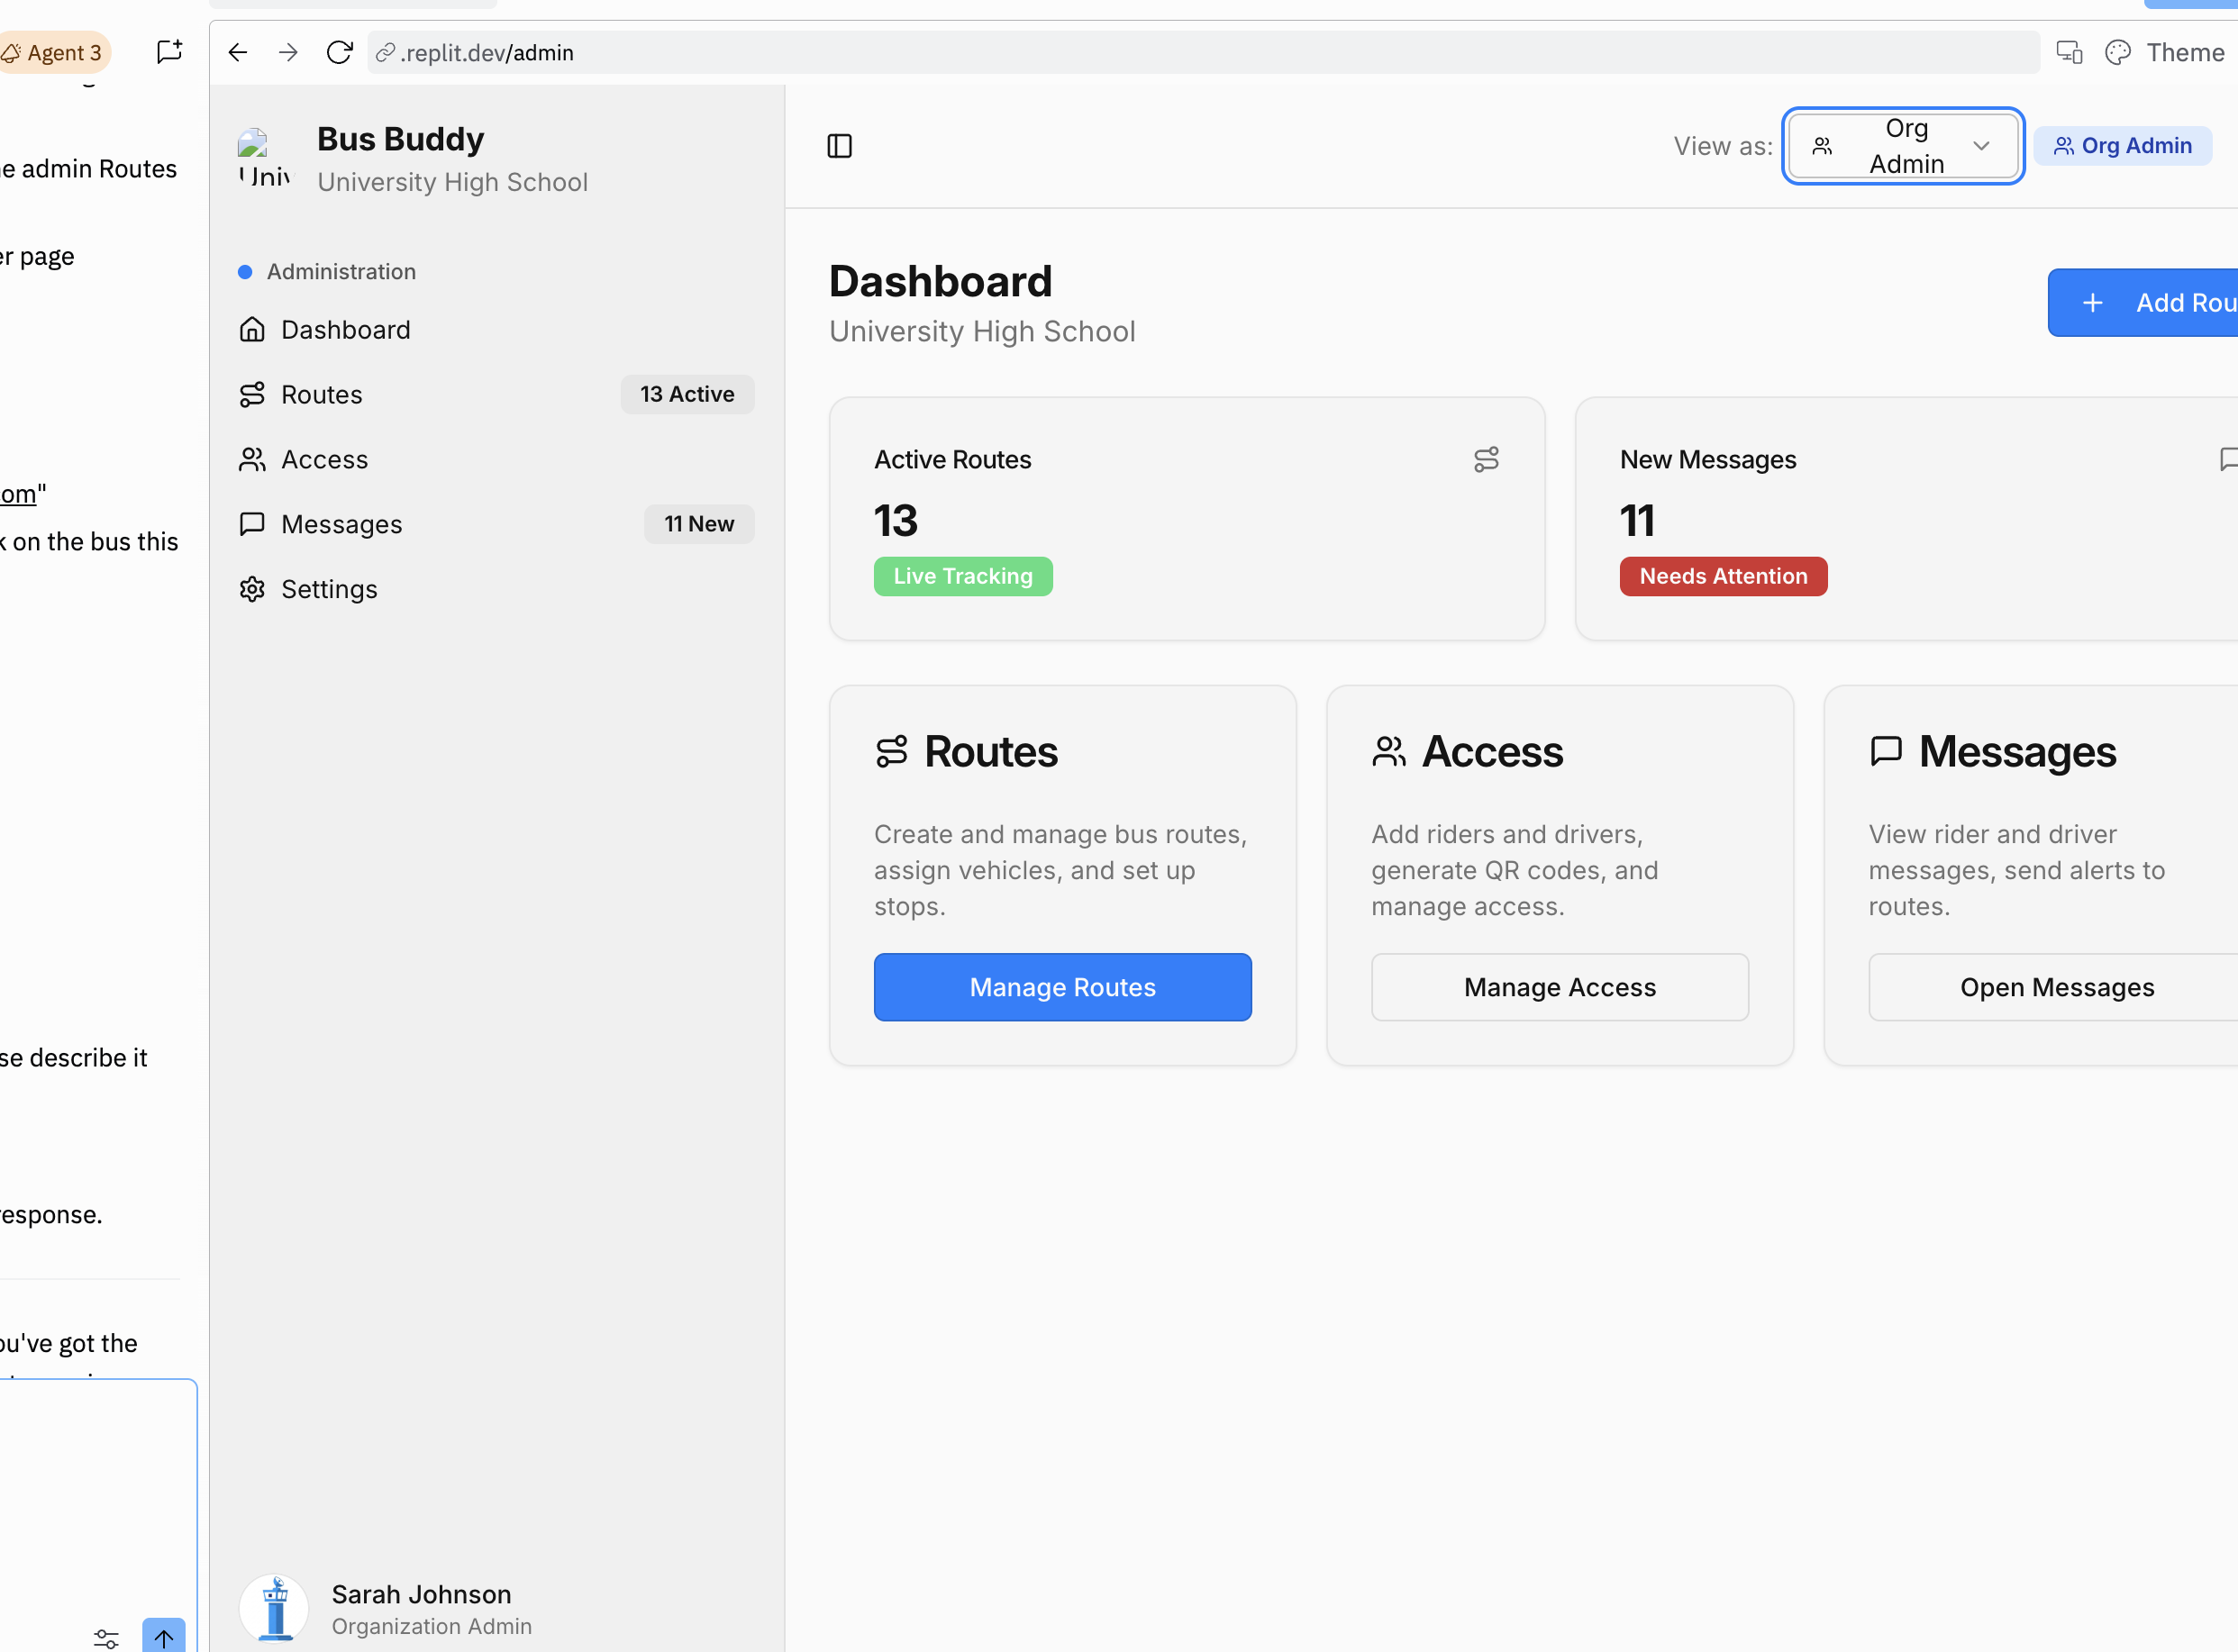 Agent 3
.replit.dev/admin
Theme
e admin Routes
er page
om"
k on the bus this
se describe it
response.
ou've got the
Bus Buddy
University High School
Univ
Administration
Dashboard
Routes
13 Active
Access
Messages
11 New
Settings
Sarah Johnson
Organization Admin
View as:
Org
Admin
Org Admin
Dashboard
University High School
Add Rou
Active Routes
13
Live Tracking
New Messages
11
Needs Attention
Routes
Create and manage bus routes,
assign vehicles, and set up
stops.
Manage Routes
Access
Add riders and drivers,
generate QR codes, and
manage access.
Manage Access
Messages
View rider and driver
messages, send alerts to
routes.
Open Messages